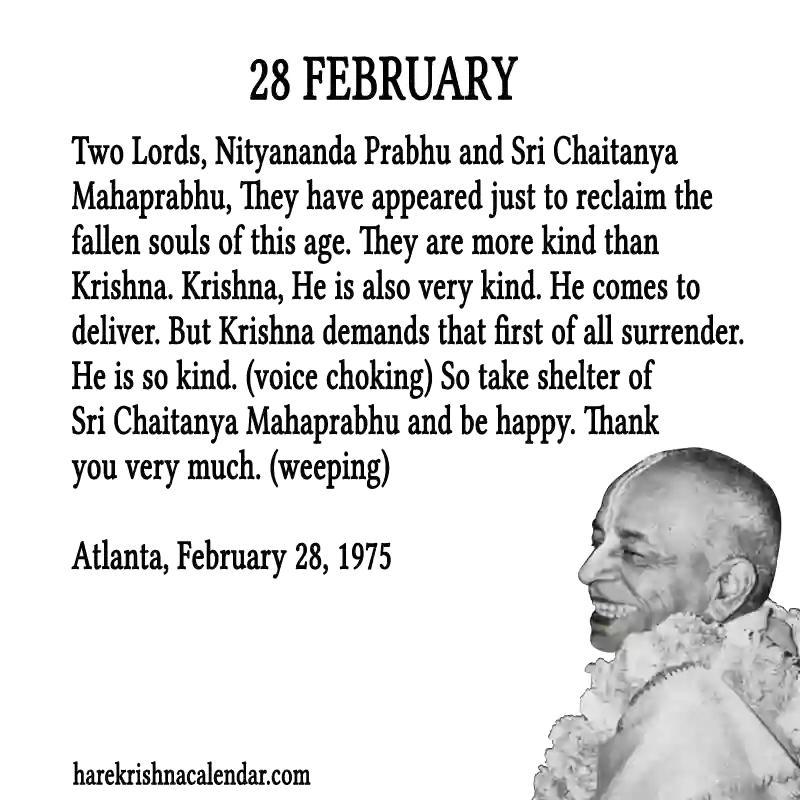 28 FEBRUARY
Two Lords, Nityananda Prabhu and Sri Chaitanya
Mahaprabhu, They have appeared just to reclaim the
fallen souls of this age. They are more kind than
Krishna. Krishna, He is also very kind. He comes to
deliver. But Krishna demands that first of all surrender.
He is so kind. (voice choking) So take shelter of
Sri Chaitanya Mahaprabhu and be happy. Thank
you very much. (weeping)
Atlanta, February 28, 1975
harekrishnacalendar.com